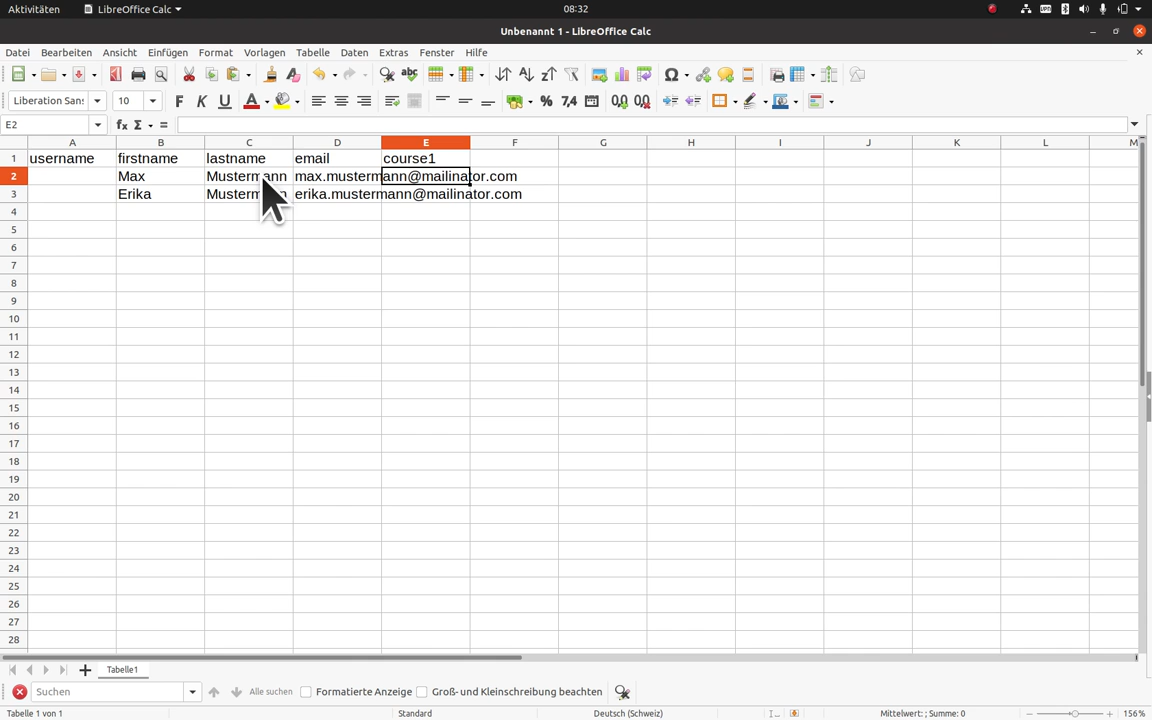 Aktivitäten LibreOffice Calc 08:32
Unbenannt 1 - LibreOffice Calc
Datei Bearbeiten Ansicht Einfügen Format Vorlagen Tabelle Daten Extras Fenster Hilfe
Liberation Sans 10
E2
A B C D E F G H I J K L M
1 username firstname lastname email course1
2 Max Mustermann max.mustermann@mailinator.com
3 Erika erika.mustermann@mailinator.com
4
5
6
7
8
9
10
11
12
13
14
15
16
17
18
19
20
21
22
23
24
25
26
27
28
Tabelle1
Suchen Alle suchen Formatierte Anzeige Groß- und Kleinschreibung beachten
Tabelle 1 von 1 Standard Deutsch (Schweiz) Mittelwert: ; Summe: 0 156%